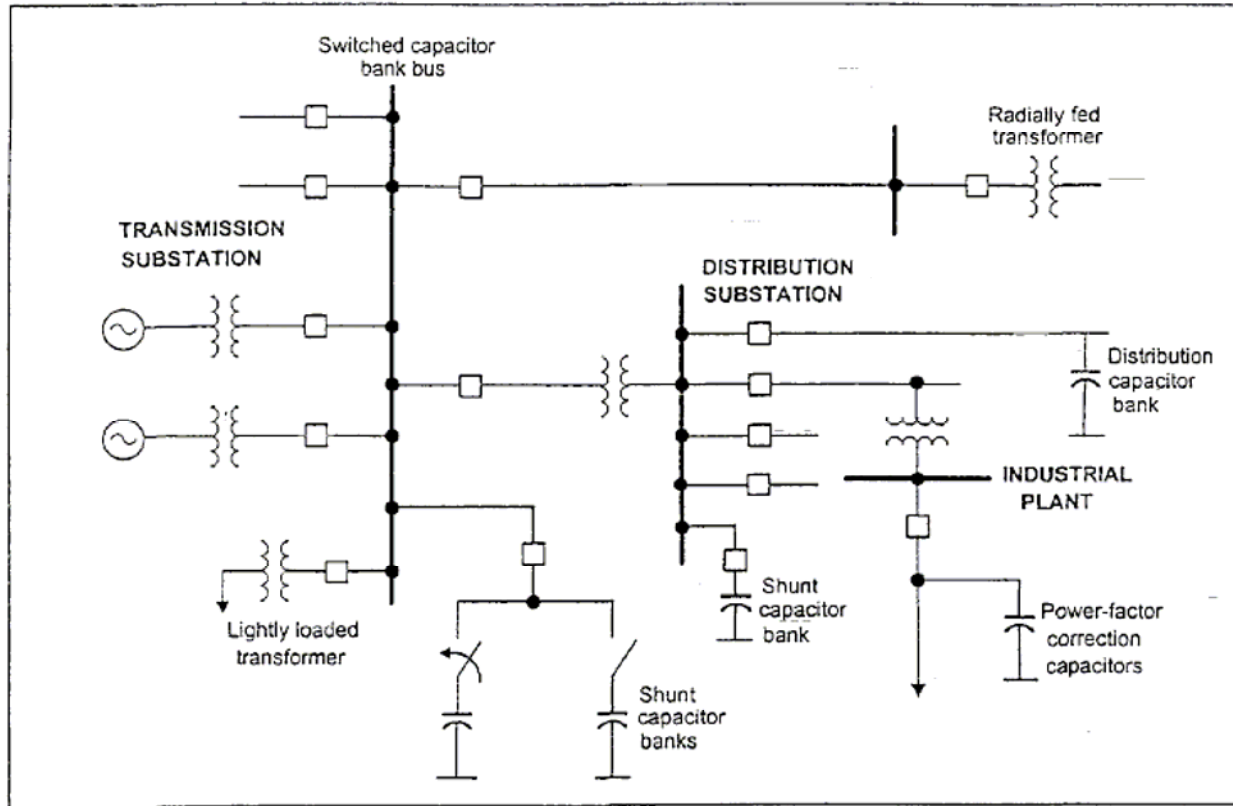 Switched capacitor
bank bus
Radially fed
transformer
TRANSMISSION
SUBSTATION
DISTRIBUTION
SUBSTATION
Distribution
capacitor
bank
INDUSTRIAL
PLANT
Lightly loaded
transformer
Shunt
capacitor
banks
Shunt
capacitor
bank
Power-factor
correction
capacitors